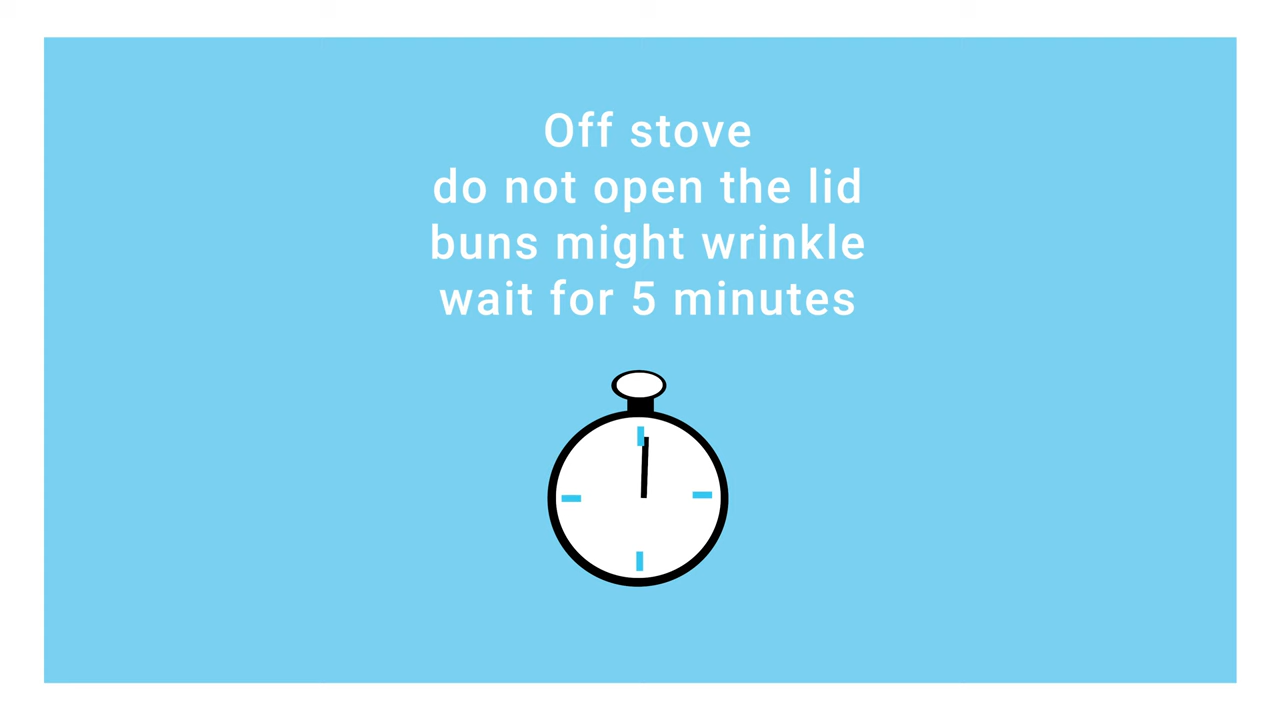 Off stove
do not open the lid
buns might wrinkle
wait for 5 minutes